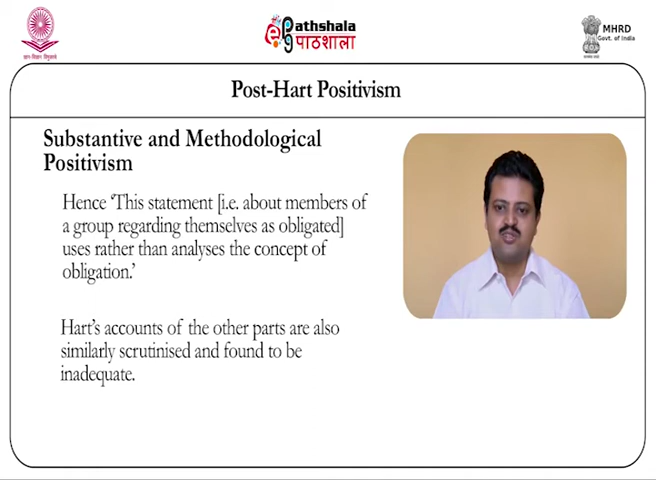 Pathshala
पाठशाला
MHRD
Govt. of India
Post-Hart Positivism
Substantive and Methodological
Positivism
Hence ‘This statement [i.e. about members of
a group regarding themselves as obligated]
uses rather than analyses the concept of
obligation.’
Hart’s accounts of the other parts are also
similarly scrutinised and found to be
inadequate.